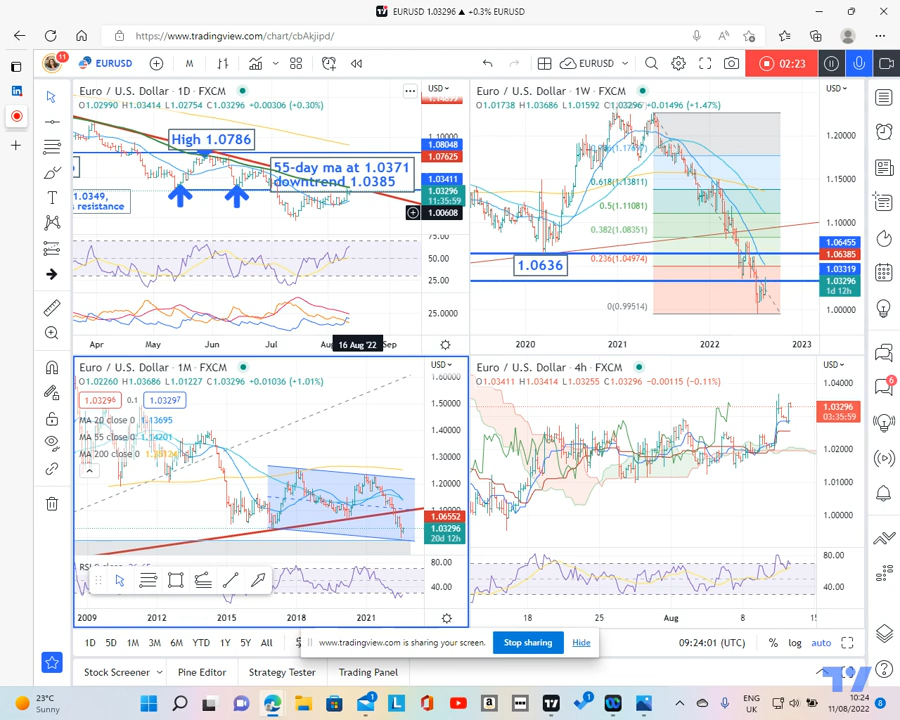 EURUSD 1.03296 ▲ +0.3% EURUSD
https://www.tradingview.com/chart/cbAkjipd/
11
EURUSD
M
EURUSD
02:23
Euro / U.S. Dollar · 1D · FXCM
USD
O1.02990 H1.03414 L1.02754 C1.03296 +0.00306 (+0.30%)
High 1.0786
55-day ma at 1.0371
downtrend 1.0385
1.0349,
resistance
1.10000
1.08048
1.07625
1.03411
1.03296
11:35:59
1.00608
75.00
50.00
25.00
25.0000
Apr
May
Jun
Jul
16 Aug '22
Sep
Euro / U.S. Dollar · 1W · FXCM
USD
O1.01738 H1.03686 L1.01592 C1.03296 +0.01496 (+1.47%)
0.618(1.13811)
0.5(1.11081)
0.382(1.08351)
0.236(1.04974)
0(0.99514)
1.0636
1.20000
1.15000
1.10000
1.06455
1.06385
1.03319
1.03296
1d 12h
1.00000
2020
2021
2022
2023
Euro / U.S. Dollar · 1M · FXCM
USD
O1.02260 H1.03686 L1.01227 C1.03296 +0.01036 (+1.01%)
1.03296
0.1
1.03297
MA 20 close 0 1.13695
MA 55 close 0 1.14201
MA 200 close 0
1.60000
1.50000
1.40000
1.30000
1.20000
1.10000
1.06552
1.03296
20d 12h
80.00
40.00
2009
2012
2015
2018
2021
Euro / U.S. Dollar · 4h · FXCM
USD
O1.03411 H1.03414 L1.03255 C1.03296 -0.00115 (-0.11%)
1.04000
1.03296
03:35:59
1.02000
1.01000
1.00000
80.00
40.00
18
25
Aug
8
6
1D 5D 1M 3M 6M YTD 1Y 5Y All
09:24:01 (UTC)
% log auto
www.tradingview.com is sharing your screen.
Stop sharing
Hide
Stock Screener
Pine Editor
Strategy Tester
Trading Panel
23°C
Sunny
ENG
UK
10:24
11/08/2022